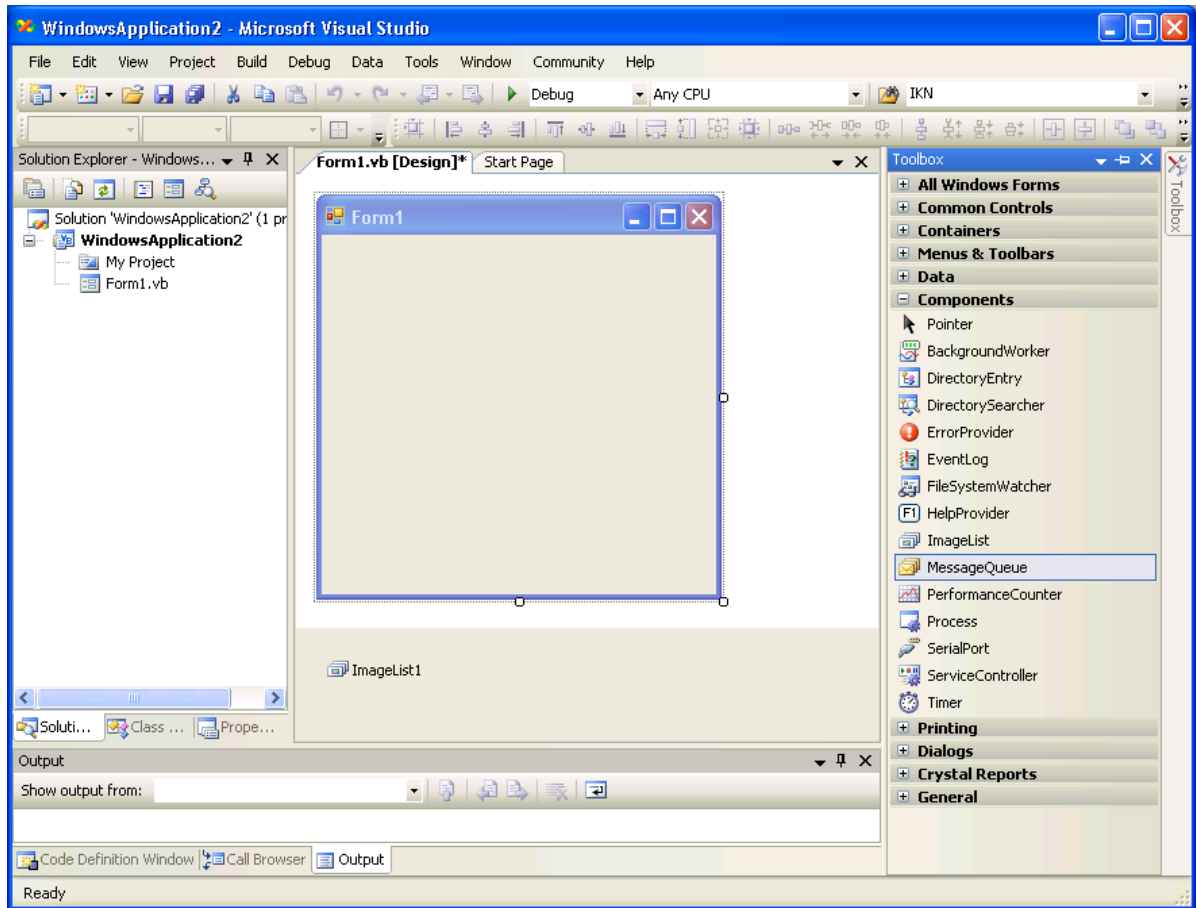 WindowsApplication2 - Microsoft Visual Studio
File Edit View Project Build Debug Data Tools Window Community Help
Debug Any CPU IKN
Solution Explorer - Windows...
Solution 'WindowsApplication2' (1 pr
WindowsApplication2
My Project
Form1.vb
Soluti... Class ... Prope...
Form1.vb [Design]* Start Page
Form1
ImageList1
Toolbox
All Windows Forms
Common Controls
Containers
Menus & Toolbars
Data
Components
Pointer
BackgroundWorker
DirectoryEntry
DirectorySearcher
ErrorProvider
EventLog
FileSystemWatcher
F1 HelpProvider
ImageList
MessageQueue
PerformanceCounter
Process
SerialPort
ServiceController
Timer
Printing
Dialogs
Crystal Reports
General
Toolbox
Output
Show output from:
Code Definition Window Call Browser Output
Ready